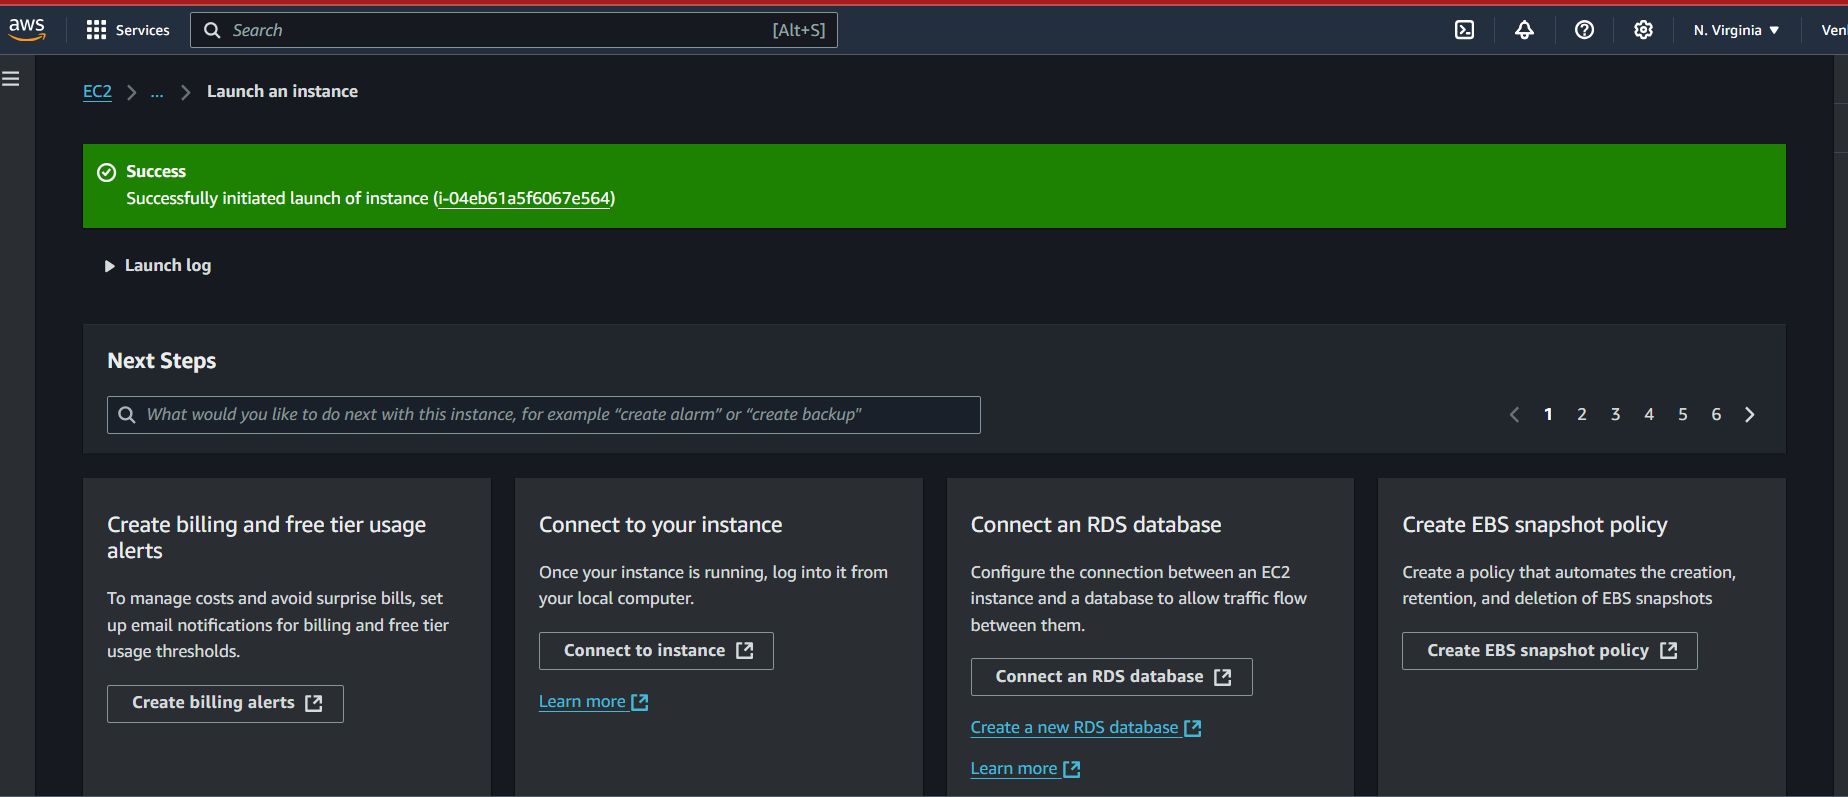 aws
Services
Search
[Alt+S]
N. Virginia
Ven
EC2
...
Launch an instance
Success
Successfully initiated launch of instance (i-04eb61a5f6067e564)
Launch log
Next Steps
What would you like to do next with this instance, for example “create alarm” or “create backup"
1 2 3 4 5 6
Create billing and free tier usage
alerts
To manage costs and avoid surprise bills, set
up email notifications for billing and free tier
usage thresholds.
Create billing alerts
Connect to your instance
Once your instance is running, log into it from
your local computer.
Connect to instance
Learn more
Connect an RDS database
Configure the connection between an EC2
instance and a database to allow traffic flow
between them.
Connect an RDS database
Create a new RDS database
Learn more
Create EBS snapshot policy
Create a policy that automates the creation,
retention, and deletion of EBS snapshots
Create EBS snapshot policy